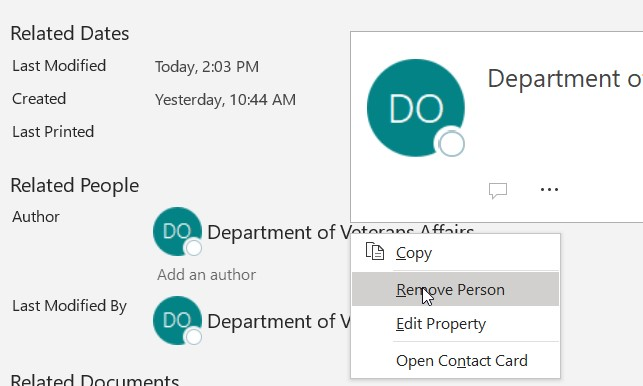 Related Dates
Last Modified Today, 2:03 PM
Created Yesterday, 10:44 AM
Last Printed
Related People
Author
DO Department of Veterans Affairs
Add an author
Last Modified By
DO Department of V
Related Documents
DO Department o
Copy
Remove Person
Edit Property
Open Contact Card